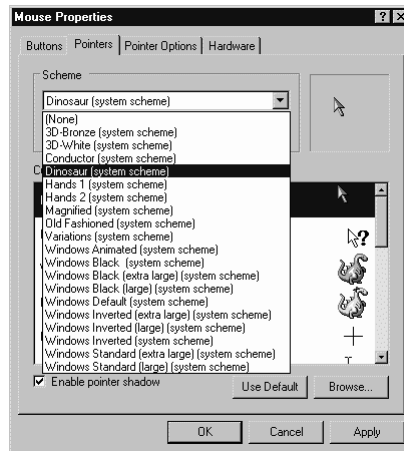 Mouse Properties
Buttons Pointers Pointer Options Hardware
Scheme
Dinosaur (system scheme)
(None)
3D-Bronze (system scheme)
3D-White (system scheme)
Conductor (system scheme)
Dinosaur (system scheme)
Hands 1 (system scheme)
Hands 2 (system scheme)
Magnified (system scheme)
Old Fashioned (system scheme)
Variations (system scheme)
Windows Animated (system scheme)
Windows Black (system scheme)
Windows Black (extra large) (system scheme)
Windows Black (large) (system scheme)
Windows Default (system scheme)
Windows Inverted (extra large) (system scheme)
Windows Inverted (large) (system scheme)
Windows Inverted (system scheme)
Windows Standard (extra large) (system scheme)
Windows Standard (large) (system scheme)
Enable pointer shadow
Use Default Browse...
OK Cancel Apply